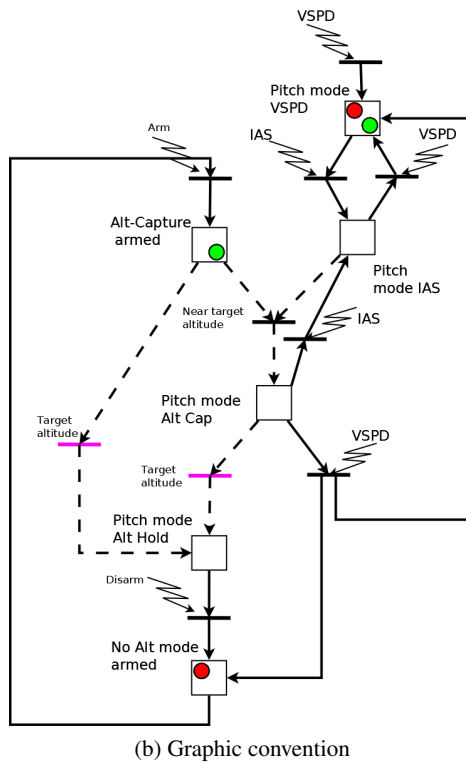 VSPD
Pitch mode
VSPD
Arm
IAS
VSPD
Alt-Capture
armed
Pitch
mode IAS
Near target
altitude
IAS
Pitch mode
Alt Cap
Target
altitude
VSPD
Target
altitude
Pitch mode
Alt Hold
Disarm
No Alt mode
armed
(b) Graphic convention